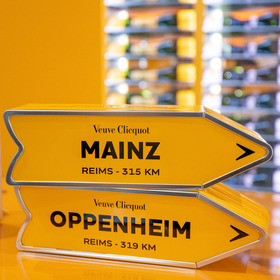 Veuve Clicquot
MAINZ
REIMS - 315 KM
Veuve Clicquot
OPPENHEIM
REIMS - 319 KM